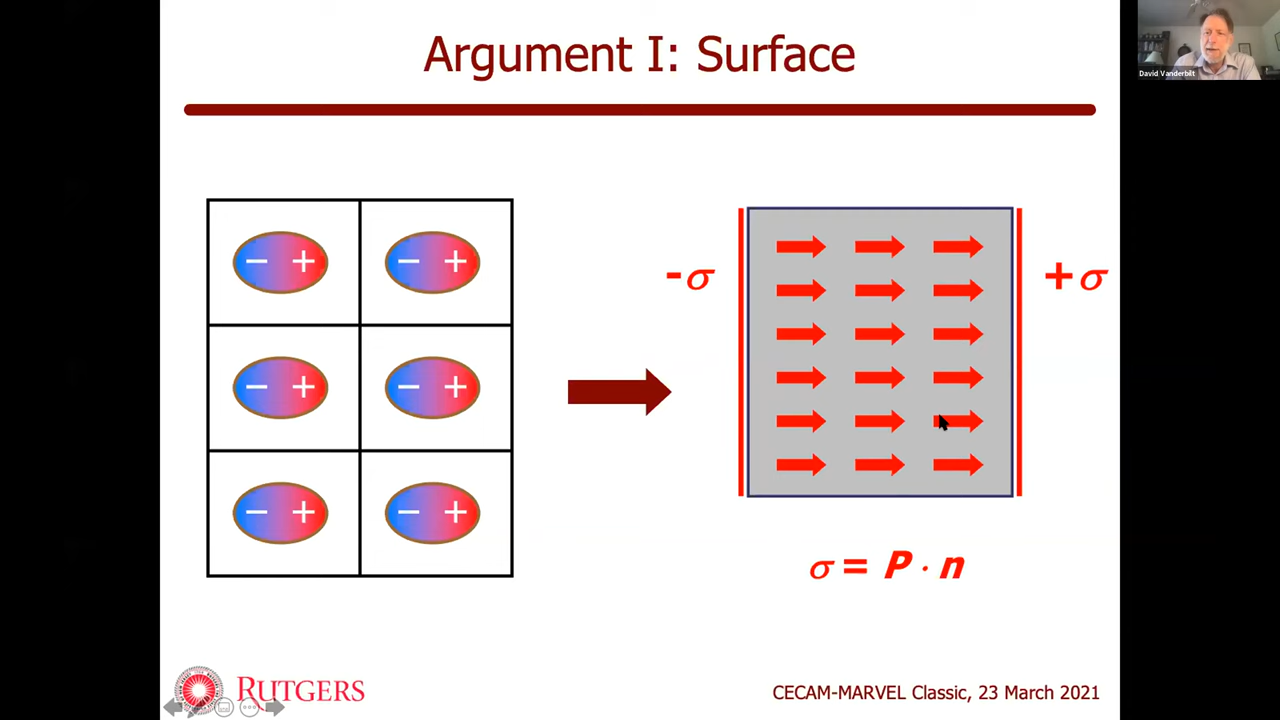 Argument I: Surface
David Vanderbilt
− + − +
− + − +
− + − +
-σ
+σ
σ = P · n
RUTGERS
CECAM-MARVEL Classic, 23 March 2021